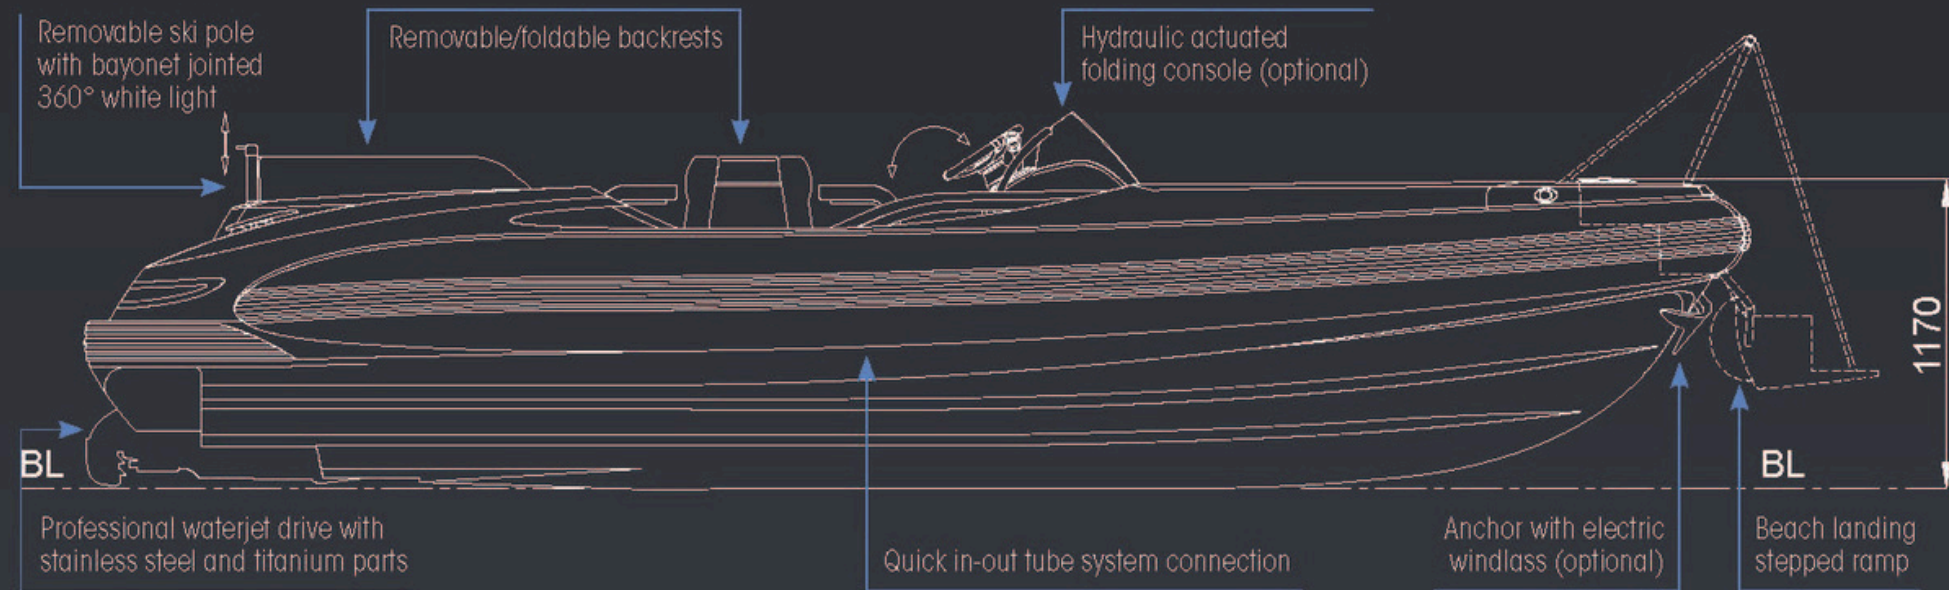 Removable ski pole
with bayonet jointed
360° white light
Removable/foldable backrests
Hydraulic actuated
folding console (optional)
1170
BL
BL
Professional waterjet drive with
stainless steel and titanium parts
Quick in-out tube system connection
Anchor with electric
windlass (optional)
Beach landing
stepped ramp